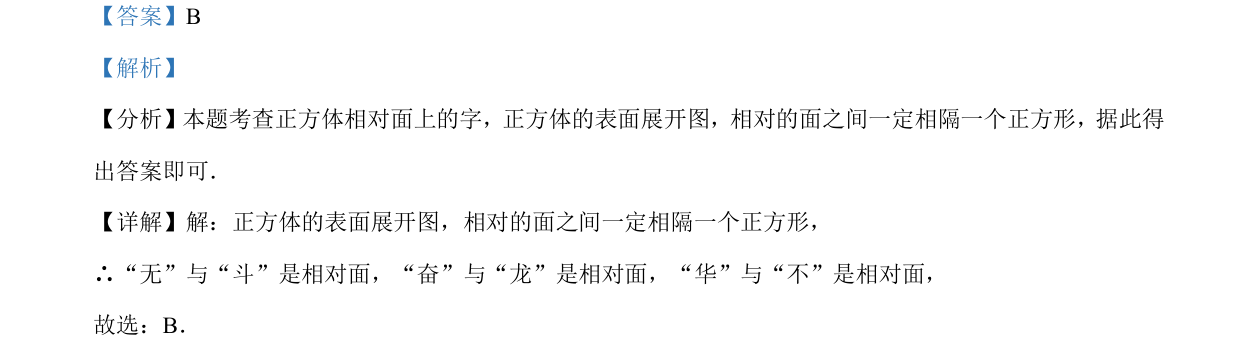 【答案】B
【解析】
【分析】本题考查正方体相对面上的字，正方体的表面展开图，相对的面之间一定相隔一个正方形，据此得
出答案即可．
【详解】解：正方体的表面展开图，相对的面之间一定相隔一个正方形，
∴“无”与“斗”是相对面，“奋”与“龙”是相对面，“华”与“不”是相对面，
故选：B．